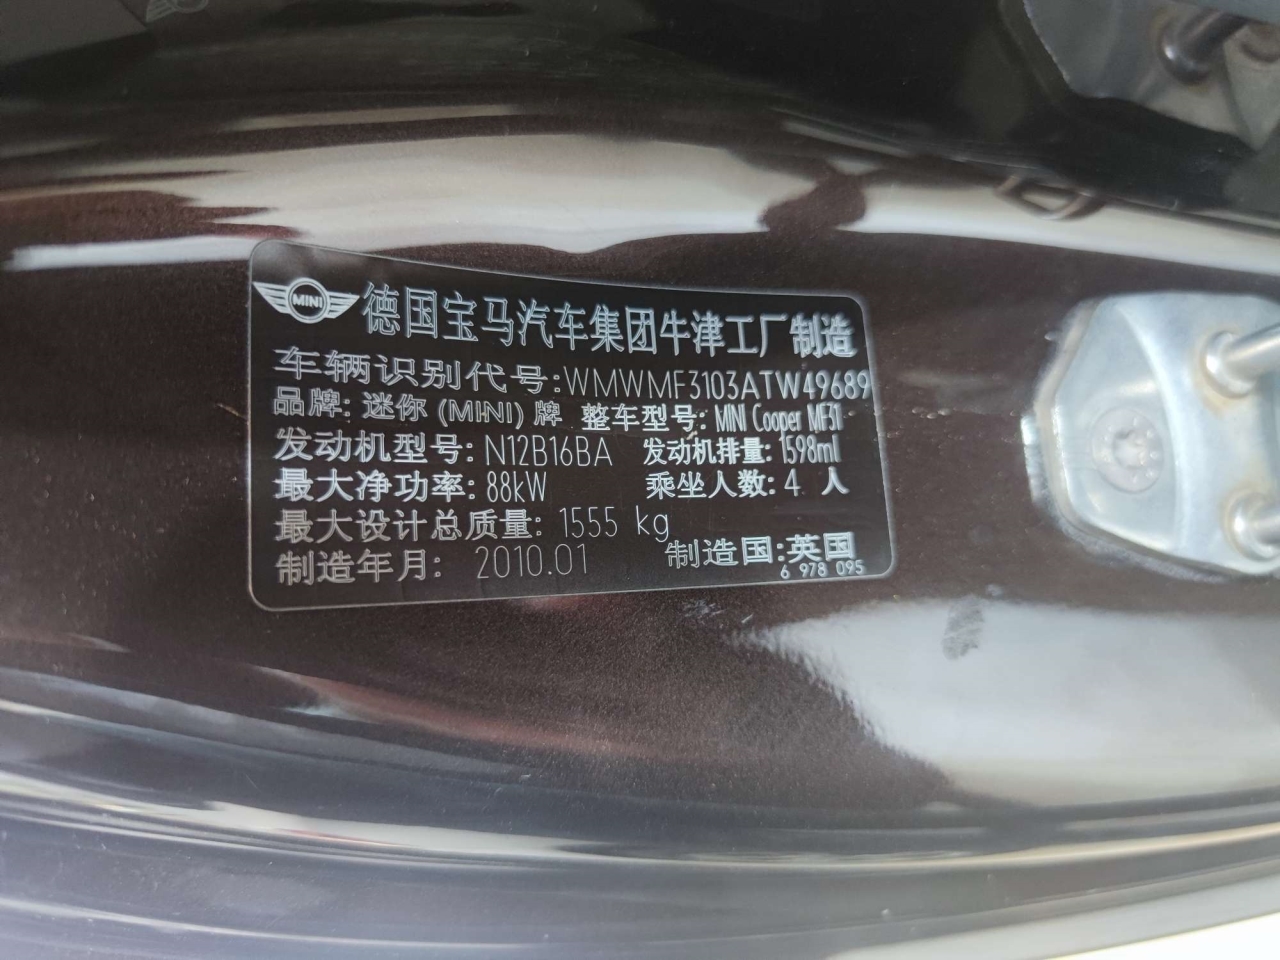 MINI 德国宝马汽车集团牛津工厂制造
车辆识别代号:WMWMF3103ATW49689
品牌: 迷你 (MINI) 牌 整车型号: MINI Cooper MF31
发动机型号: N12B16BA 发动机排量: 1598ml
最大净功率: 88kW 乘坐人数: 4 人
最大设计总质量: 1555 kg
制造年月: 2010.01 制造国:英国
6 978 095